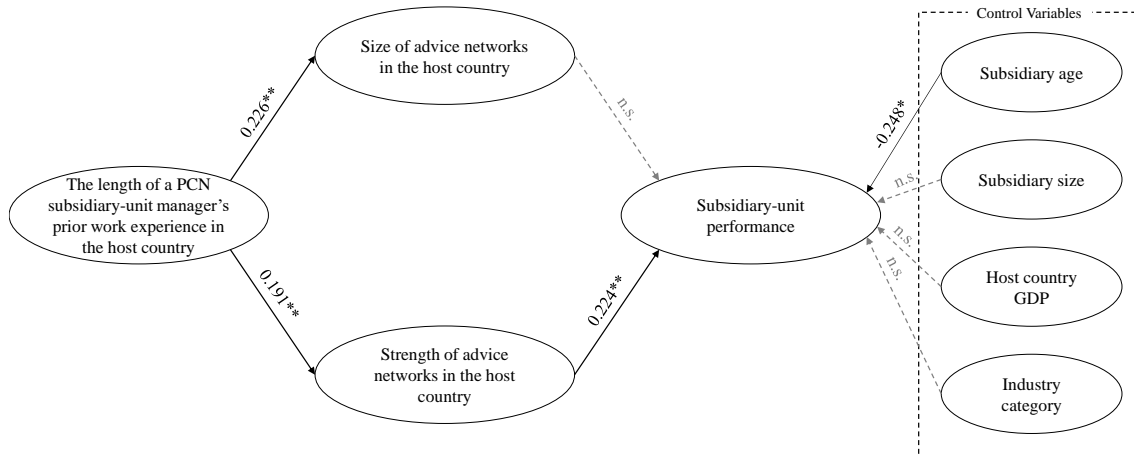 Control Variables
Size of advice networks
in the host country
Subsidiary age
0.226**
n.s.
-0.248*
The length of a PCN
subsidiary-unit manager's
prior work experience in
the host country
Subsidiary-unit
performance
n.s.
Subsidiary size
n.s.
n.s.
Host country
GDP
0.191**
0.224**
Strength of advice
networks in the host
country
Industry
category